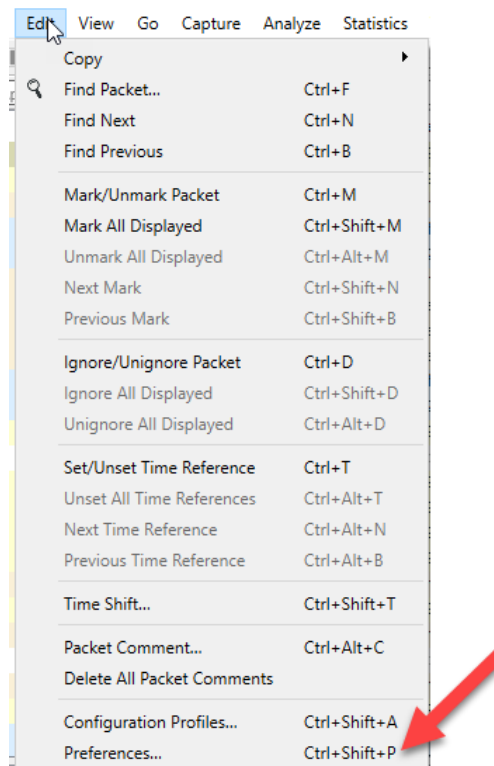 Edit View Go Capture Analyze Statistics
Copy
Find Packet... Ctrl+F
Find Next Ctrl+N
Find Previous Ctrl+B
Mark/Unmark Packet Ctrl+M
Mark All Displayed Ctrl+Shift+M
Unmark All Displayed Ctrl+Alt+M
Next Mark Ctrl+Shift+N
Previous Mark Ctrl+Shift+B
Ignore/Unignore Packet Ctrl+D
Ignore All Displayed Ctrl+Shift+D
Unignore All Displayed Ctrl+Alt+D
Set/Unset Time Reference Ctrl+T
Unset All Time References Ctrl+Alt+T
Next Time Reference Ctrl+Alt+N
Previous Time Reference Ctrl+Alt+B
Time Shift... Ctrl+Shift+T
Packet Comment... Ctrl+Alt+C
Delete All Packet Comments
Configuration Profiles... Ctrl+Shift+A
Preferences... Ctrl+Shift+P